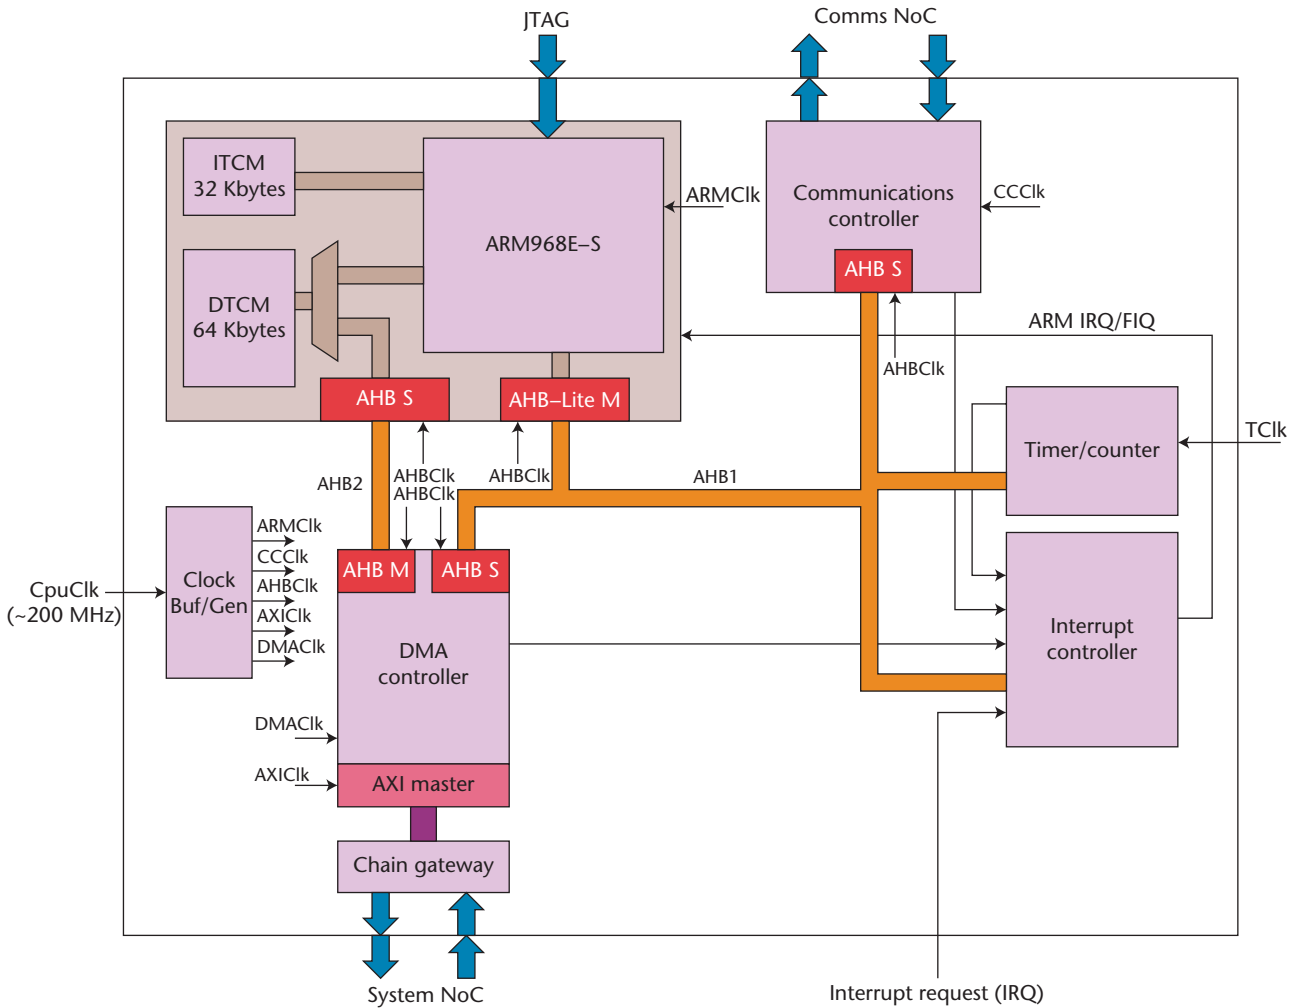 JTAG
Comms NoC
ITCM
32 Kbytes
ARM968E–S
ARMClk
Communications
controller
CCClk
DTCM
64 Kbytes
AHB S
ARM IRQ/FIQ
AHBClk
AHB S
AHB–Lite M
Timer/counter
TClk
AHB2
AHBClk
AHBClk
AHBClk
AHB1
CpuClk
(~200 MHz)
Clock
Buf/Gen
ARMClk
CCClk
AHBClk
AXIClk
DMAClk
AHB M
AHB S
DMA
controller
Interrupt
controller
DMAClk
AXIClk
AXI master
Chain gateway
System NoC
Interrupt request (IRQ)